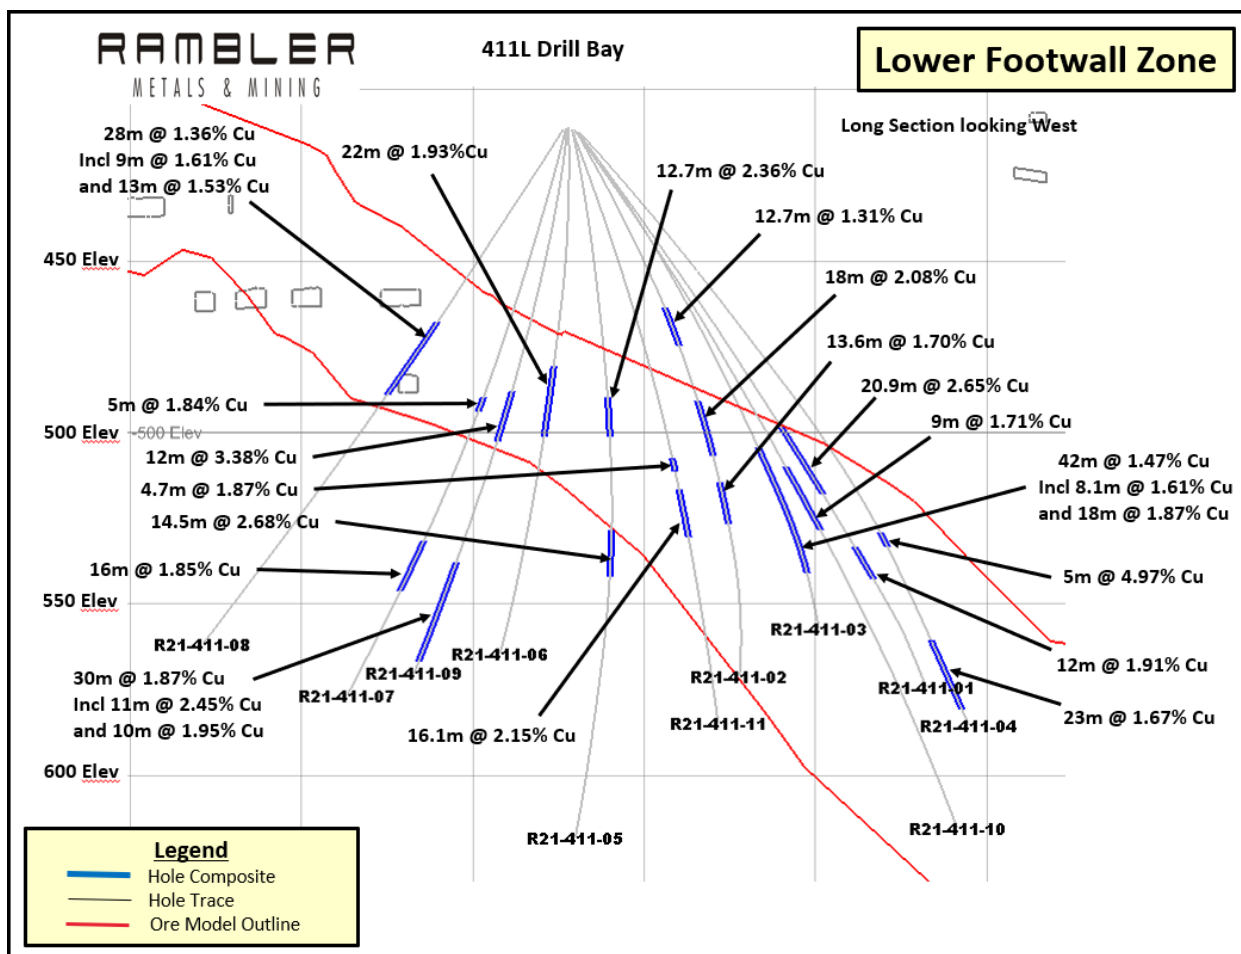 RAMBLER
METALS & MINING
411L Drill Bay
Lower Footwall Zone
Long Section looking West
28m @ 1.36% Cu
Incl 9m @ 1.61% Cu
and 13m @ 1.53% Cu
22m @ 1.93%Cu
12.7m @ 2.36% Cu
12.7m @ 1.31% Cu
450 Elev
18m @ 2.08% Cu
13.6m @ 1.70% Cu
20.9m @ 2.65% Cu
5m @ 1.84% Cu
9m @ 1.71% Cu
500 Elev
-500 Elev
12m @ 3.38% Cu
42m @ 1.47% Cu
Incl 8.1m @ 1.61% Cu
and 18m @ 1.87% Cu
4.7m @ 1.87% Cu
14.5m @ 2.68% Cu
16m @ 1.85% Cu
5m @ 4.97% Cu
550 Elev
R21-411-08
R21-411-06
R21-411-03
R21-411-09
R21-411-07
R21-411-02
R21-411-01
12m @ 1.91% Cu
30m @ 1.87% Cu
Incl 11m @ 2.45% Cu
and 10m @ 1.95% Cu
16.1m @ 2.15% Cu
R21-411-11
R21-411-04
23m @ 1.67% Cu
600 Elev
R21-411-05
R21-411-10
Legend
Hole Composite
Hole Trace
Ore Model Outline